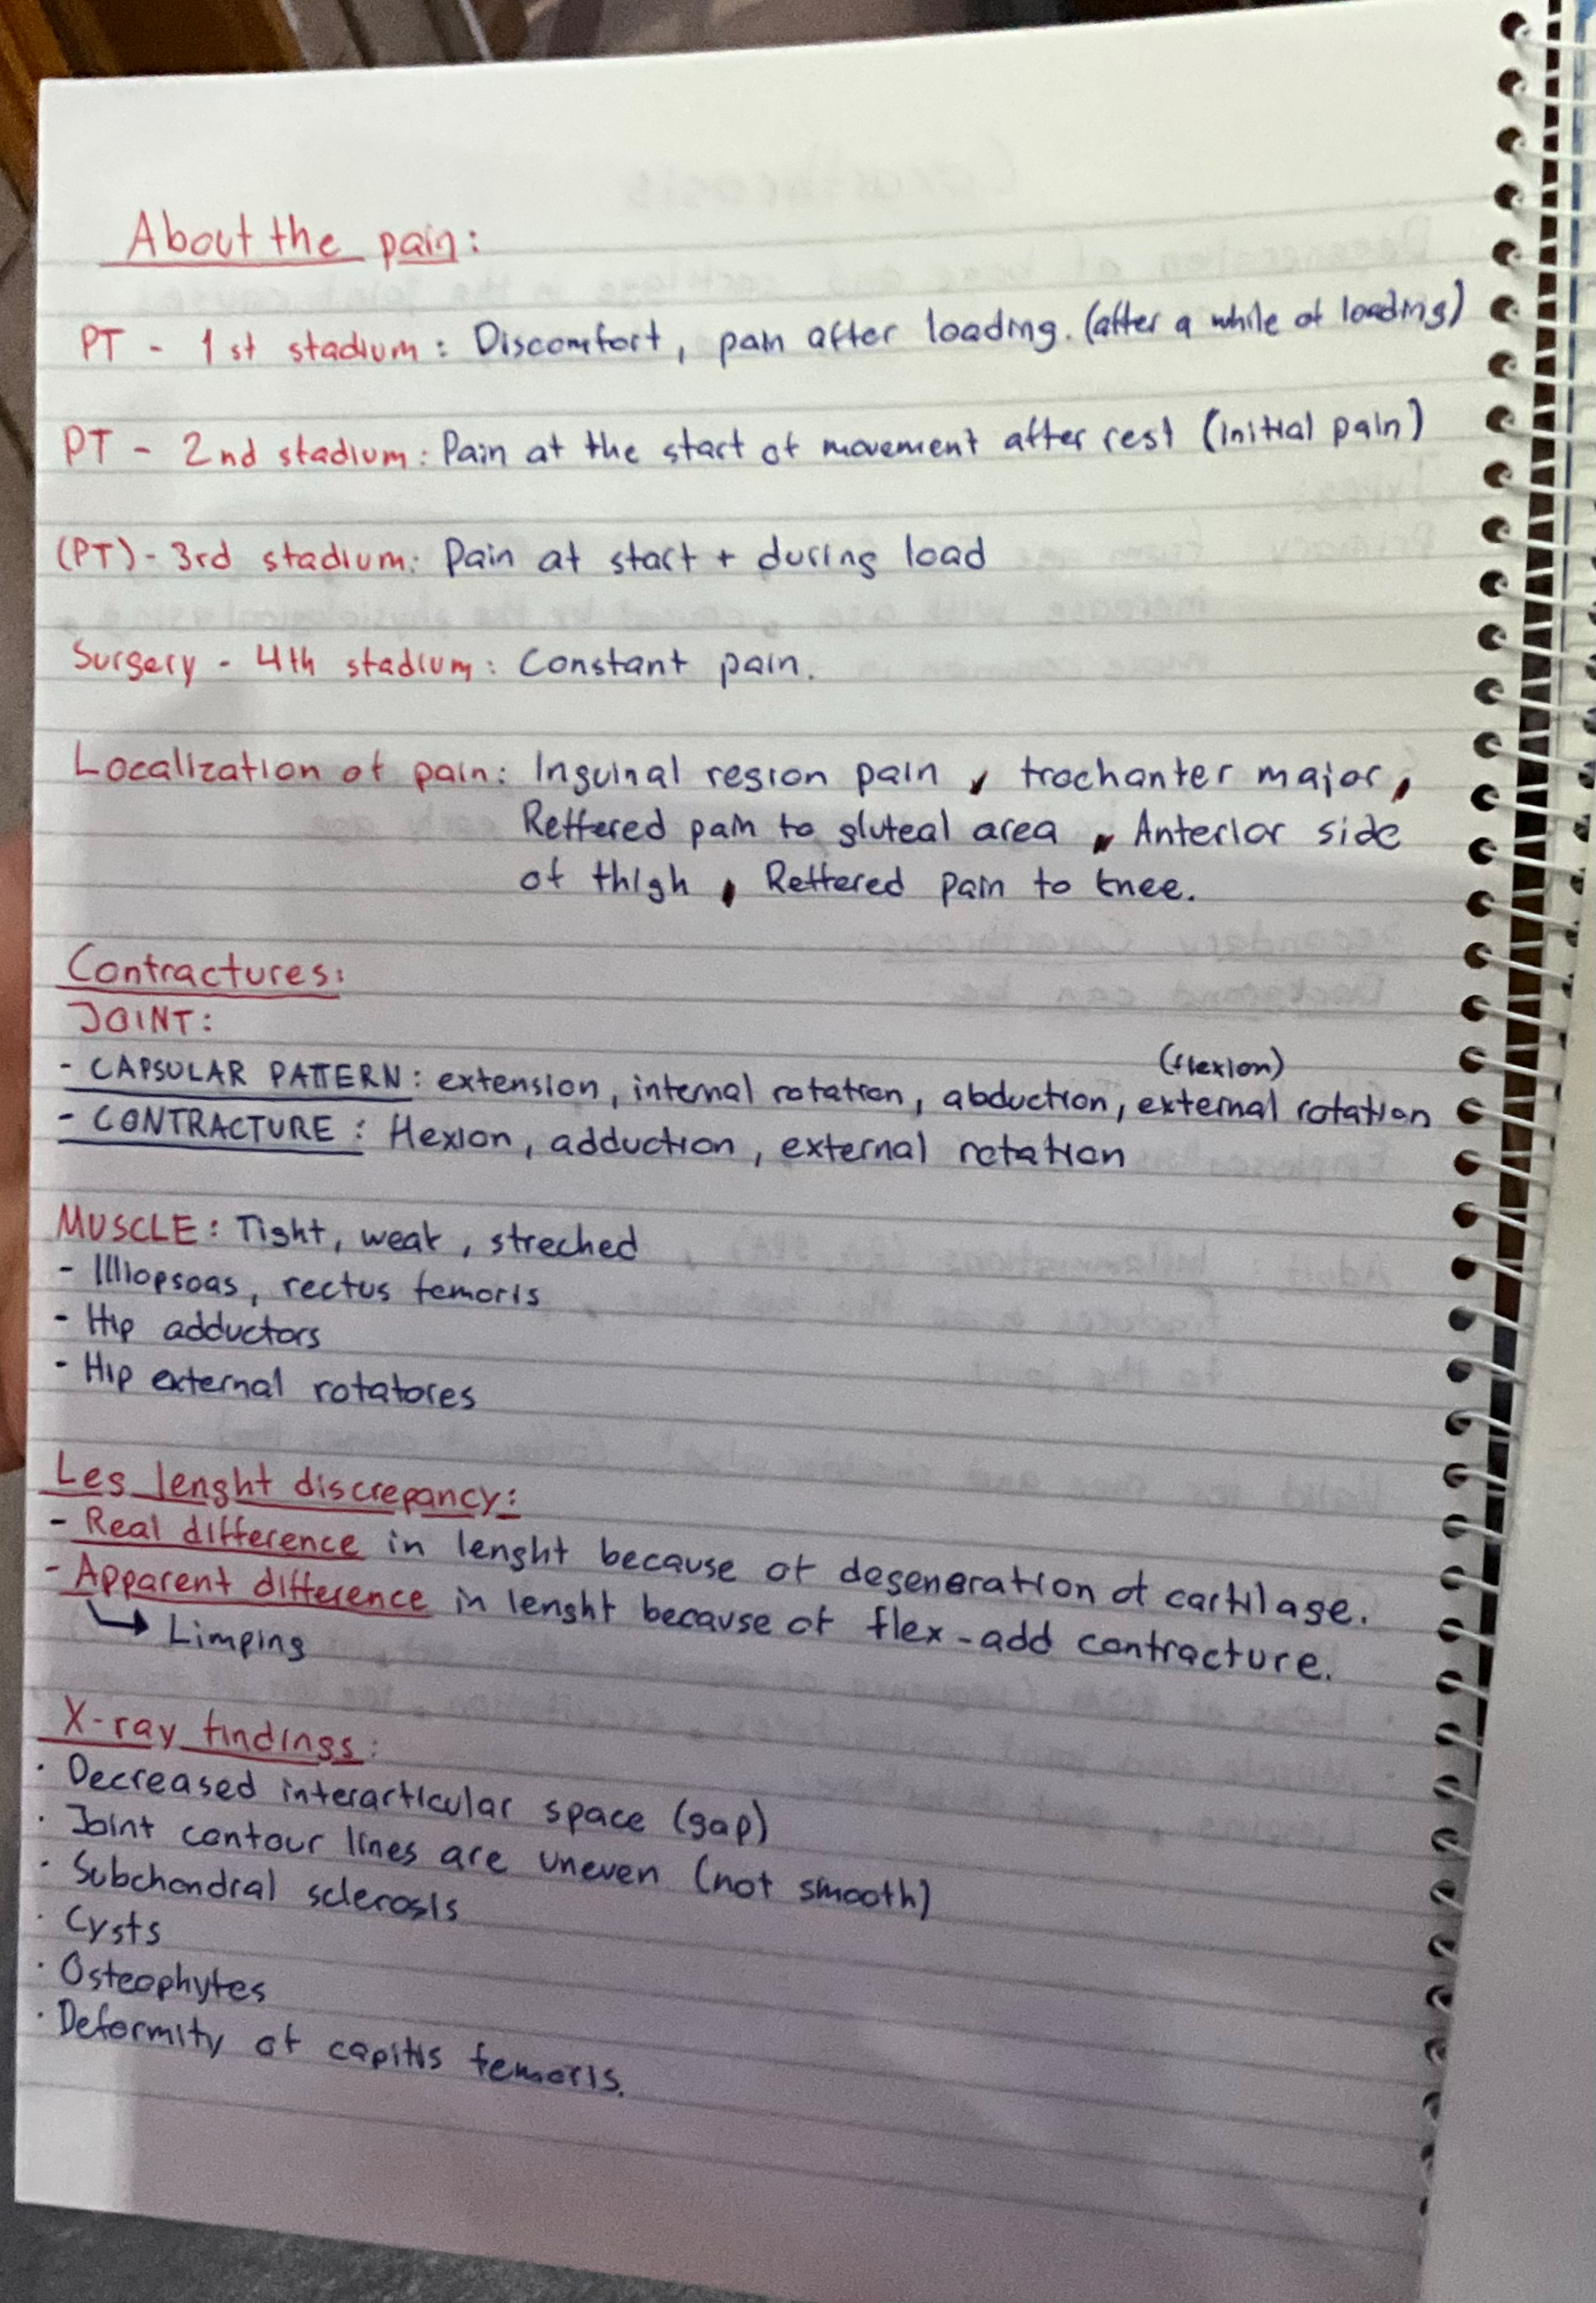 About the pain:
PT - 1st stadium: Discomfort, pain after loading. (after a while of loading)
PT - 2nd stadium: Pain at the start of movement after rest (initial pain)
(PT) - 3rd stadium: Pain at start + during load
Surgery - 4th stadium: Constant pain.
Localization of pain: Inguinal region pain, trochanter major,
Reffered pain to gluteal area, Anterior side
of thigh, Reffered pain to knee.
Contractures:
JOINT:
(flexion)
- CAPSULAR PATTERN: extension, internal rotation, abduction, external rotation
- CONTRACTURE: flexion, adduction, external rotation
MUSCLE: Tight, weak, streched
- Illiopsoas, rectus femoris
- Hip adductors
- Hip external rotatores
Leg lenght discrepancy:
- Real difference in lenght because of degeneration of cartilage.
- Apparent difference in lenght because of flex-add contracture.
↳ Limping
X-ray findings:
· Decreased interarticular space (gap)
· Joint contour lines are uneven (not smooth)
· Subchondral sclerosis
· Cysts
· Osteophytes
· Deformity of capitis femoris.